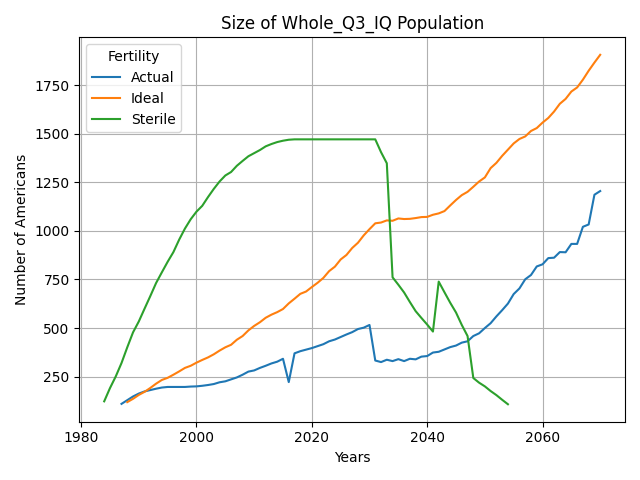 Size of Whole_Q3_IQ Population
Fertility
Actual
Ideal
Sterile
Number of Americans
1750
1500
1250
1000
750
500
250
1980
2000
2020
2040
2060
Years